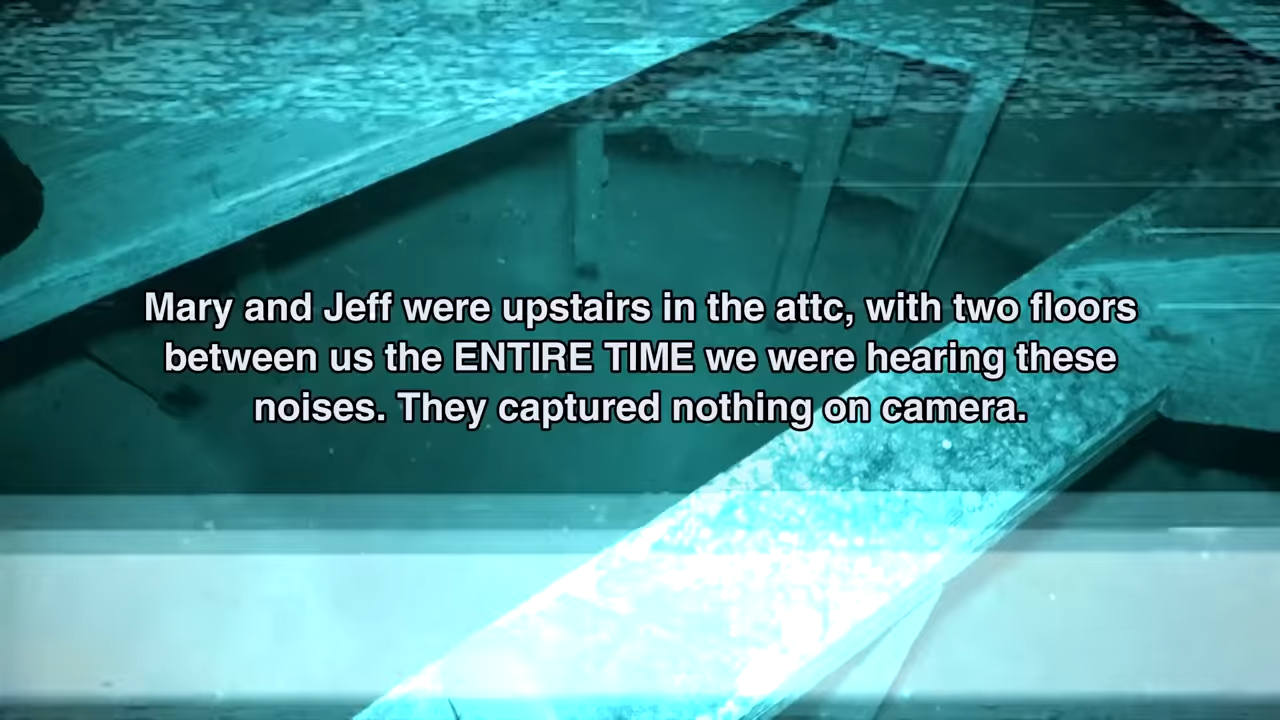 Mary and Jeff were upstairs in the attc, with two floors
between us the ENTIRE TIME we were hearing these
noises. They captured nothing on camera.